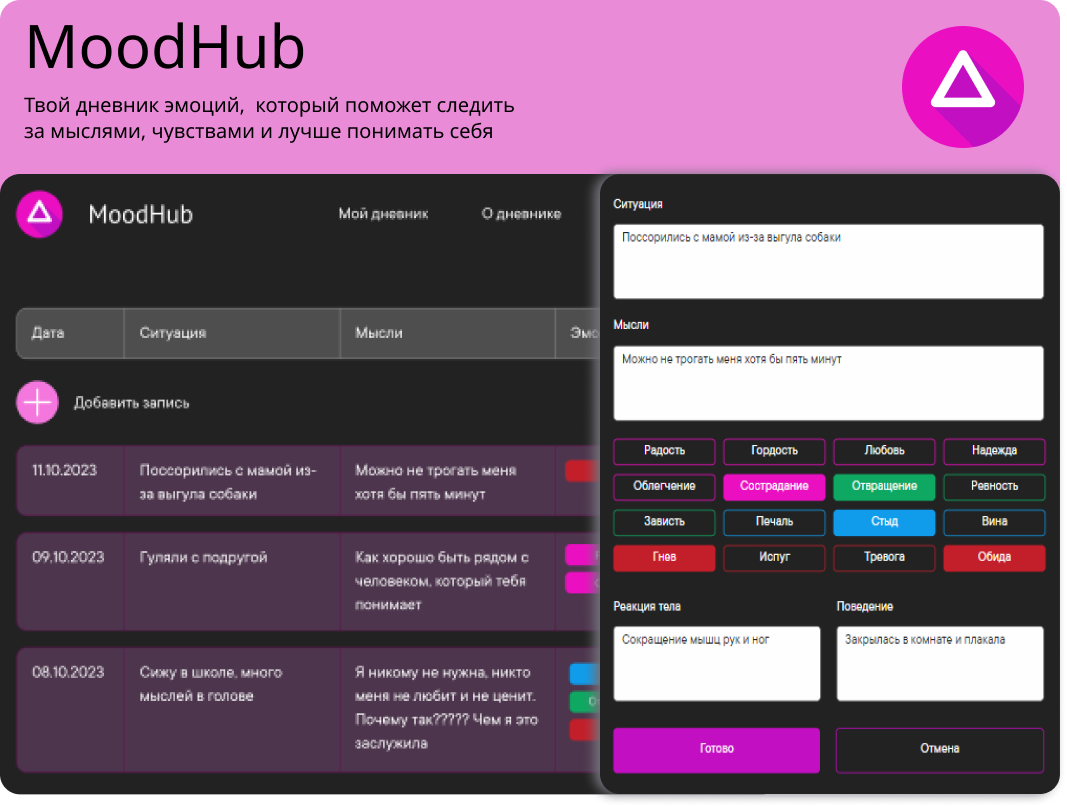 MoodHub
Твой дневник эмоций, который поможет следить
за мыслями, чувствами и лучше понимать себя
MoodHub
Мой дневник
О дневнике
Дата
Ситуация
Мысли
Добавить запись
11.10.2023
Поссорились с мамой из-
за выгула собаки
Можно не трогать меня
хотя бы пять минут
09.10.2023
Гуляли с подругой
Как хорошо быть рядом с
человеком, который тебя
понимает
08.10.2023
Сижу в школе, много
мыслей в голове
Я никому не нужна, никто
меня не любит и не ценит.
Почему так????? Чем я это
заслужила
Ситуация
Поссорились с мамой из-за выгула собаки
Мысли
Можно не трогать меня хотя бы пять минут
Радость
Гордость
Любовь
Надежда
Облегчение
Сострадание
Отвращение
Ревность
Зависть
Печаль
Стыд
Вина
Гнев
Испуг
Тревога
Обида
Реакция тела
Поведение
Сокращение мышц рук и ног
Закрылась в комнате и плакала
Готово
Отмена